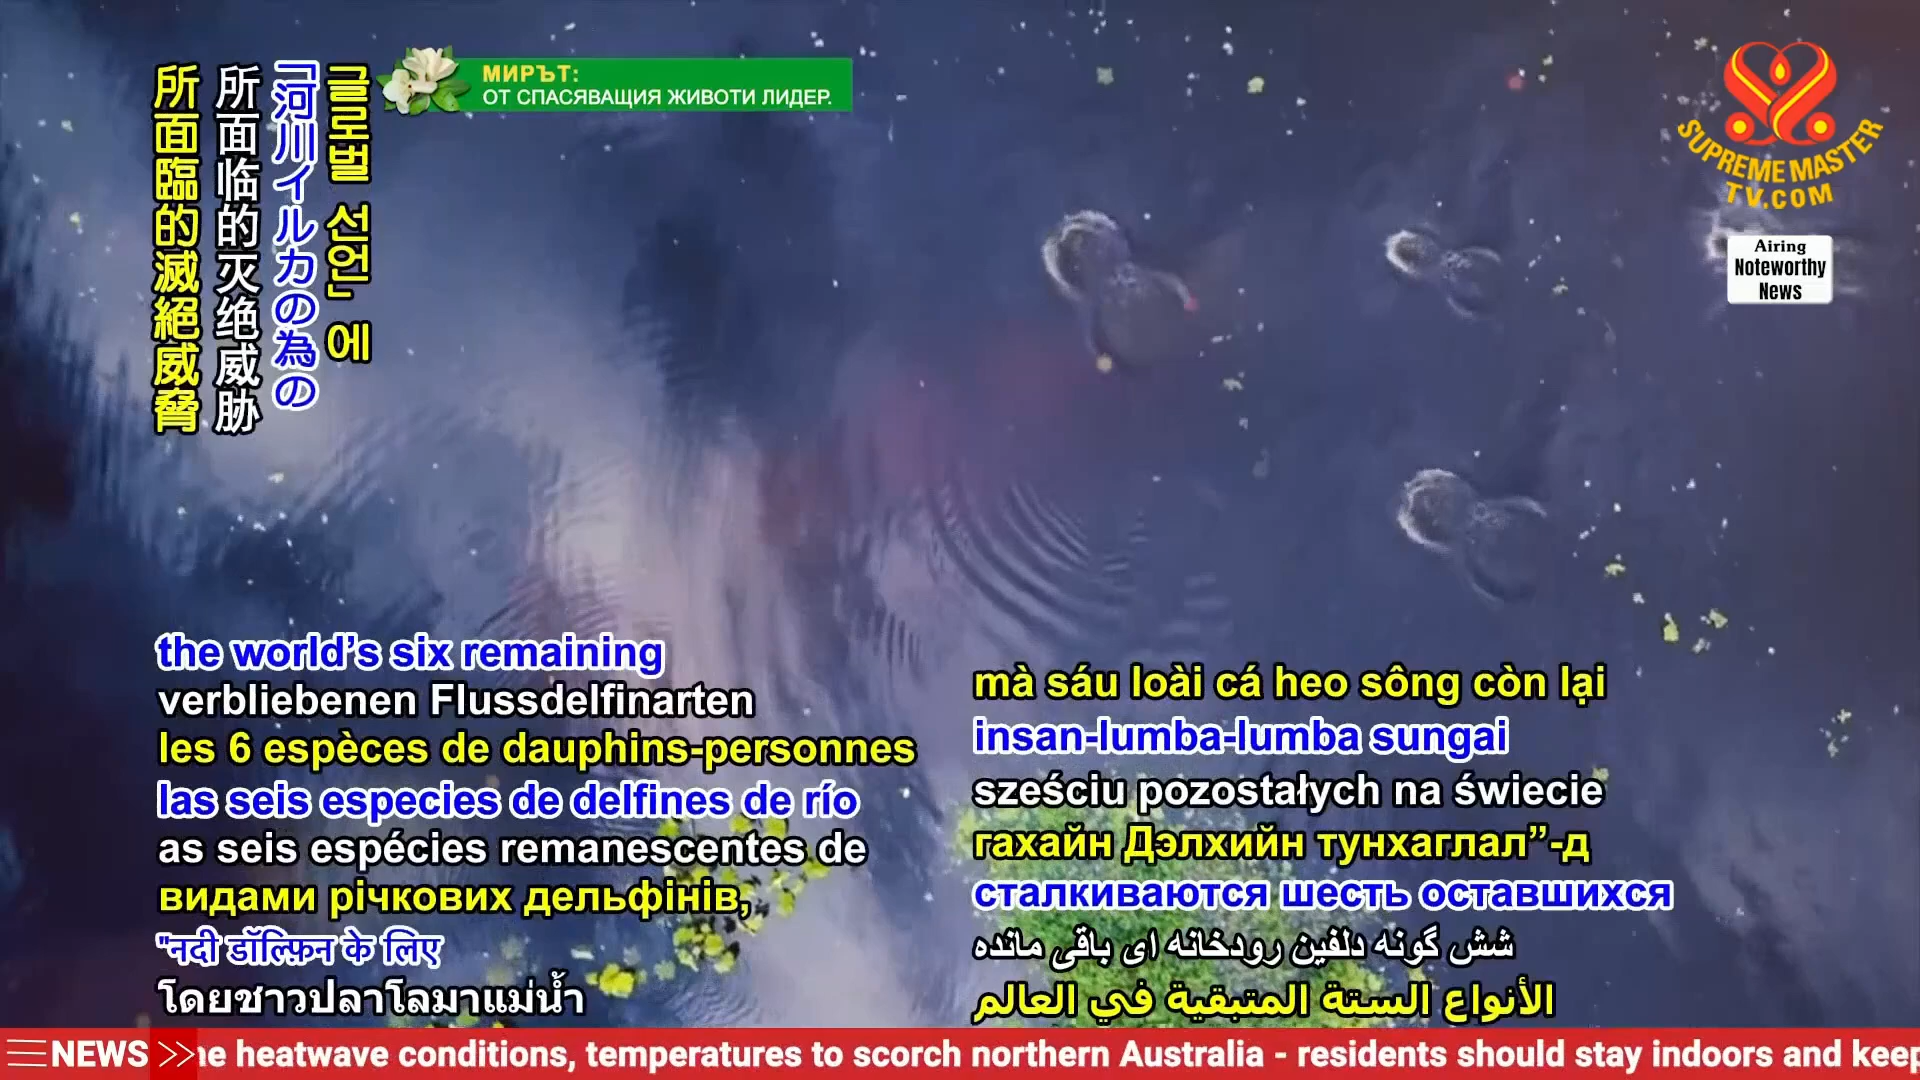 所面臨的滅絕威脅
所面临的灭绝威胁
「河川イルカの為の
글로벌 선언」에
МИРЪТ:
ОТ СПАСЯВАЩИЯ ЖИВОТИ ЛИДЕР.
SUPREME MASTER
TV.COM
Airing
Noteworthy
News
the world’s six remaining
verbliebenen Flussdelfinarten
les 6 espèces de dauphins-personnes
las seis especies de delfines de río
as seis espécies remanescentes de
видами річкових дельфінів,
"नदी डॉल्फ़िन के लिए
โดยชาวปลาโลมาแม่น้ำ
mà sáu loài cá heo sông còn lại
insan-lumba-lumba sungai
sześciu pozostałych na świecie
гахайн Дэлхийн тунхаглал”-д
сталкиваются шесть оставшихся
شش گونه دلفین رودخانه ای باقی مانده
الأنواع الستة المتبقية في العالم
NEWS
heatwave conditions, temperatures to scorch northern Australia - residents should stay indoors and keep